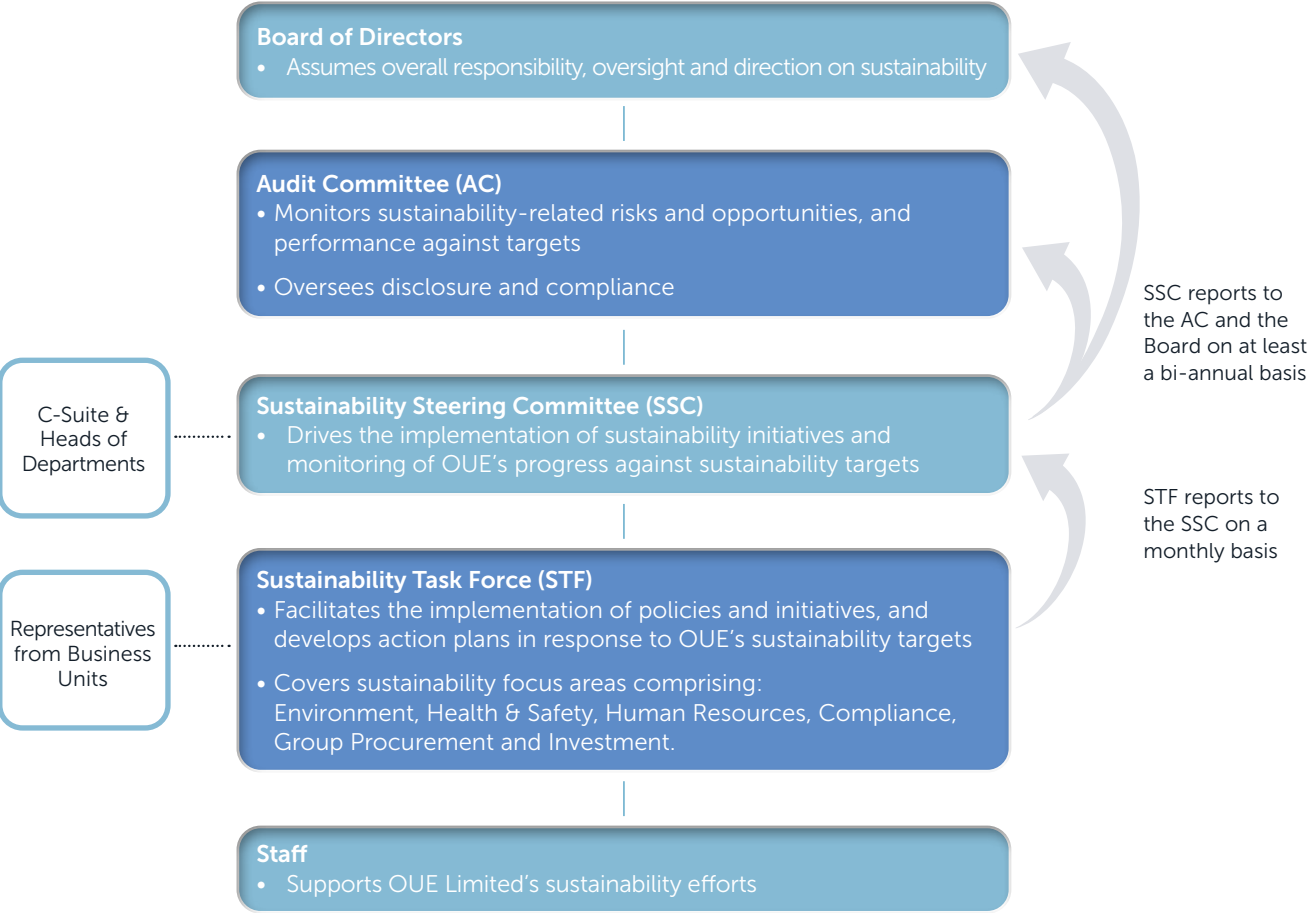 Board of Directors
• Assumes overall responsibility, oversight and direction on sustainability
Audit Committee (AC)
• Monitors sustainability-related risks and opportunities, and
performance against targets
• Oversees disclosure and compliance
SSC reports to
the AC and the
Board on at least
a bi-annual basis
C-Suite &
Heads of
Departments
Sustainability Steering Committee (SSC)
• Drives the implementation of sustainability initiatives and
monitoring of OUE's progress against sustainability targets
STF reports to
the SSC on a
monthly basis
Representatives
from Business
Units
Sustainability Task Force (STF)
• Facilitates the implementation of policies and initiatives, and
develops action plans in response to OUE's sustainability targets
• Covers sustainability focus areas comprising:
Environment, Health & Safety, Human Resources, Compliance,
Group Procurement and Investment.
Staff
• Supports OUE Limited's sustainability efforts